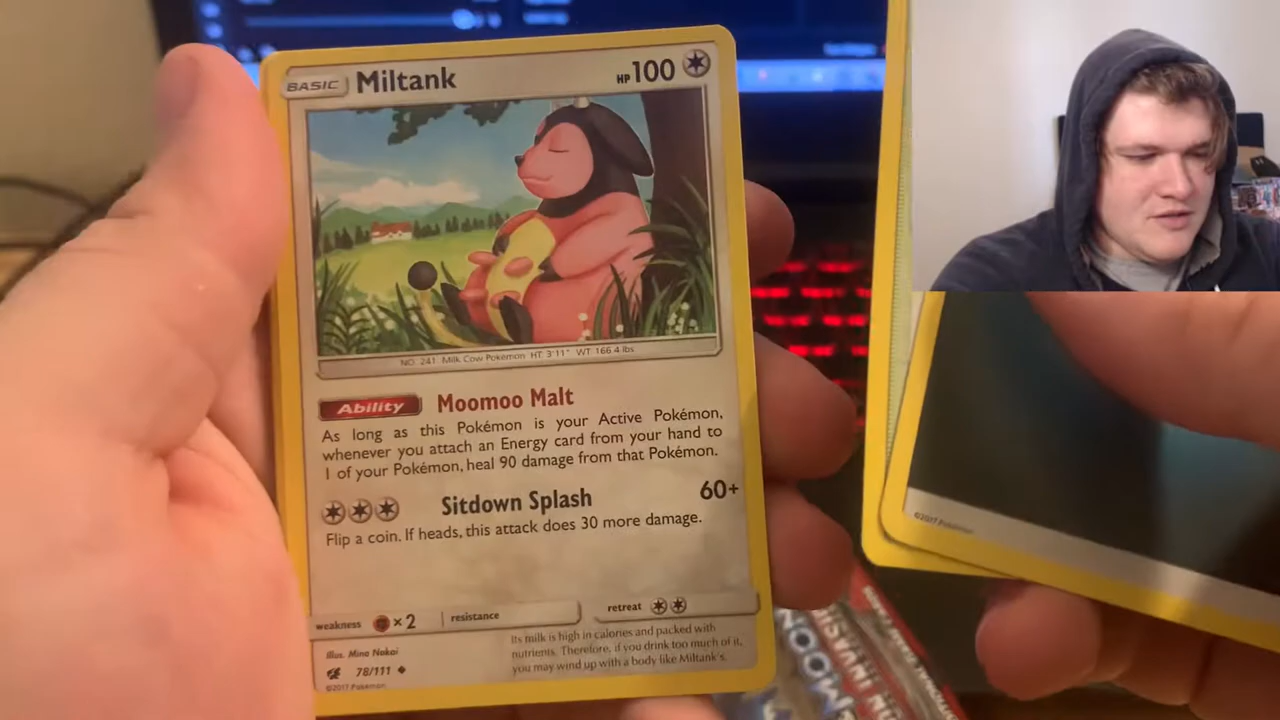 BASIC Miltank HP 100
NO. 241 Milk Cow Pokémon HT: 3'11" WT: 166.4 lbs
Ability Moomoo Malt
As long as this Pokémon is your Active Pokémon,
whenever you attach an Energy card from your hand to
1 of your Pokémon, heal 90 damage from that Pokémon.
Sitdown Splash 60+
Flip a coin. If heads, this attack does 30 more damage.
weakness ×2 resistance retreat
Its milk is high in calories and packed with
nutrients. Therefore, if you drink too much of it,
you may wind up with a body like Miltank's.
Illus. Mina Nakai
78/111
©2017 Pokémon
©2017 Pokémon